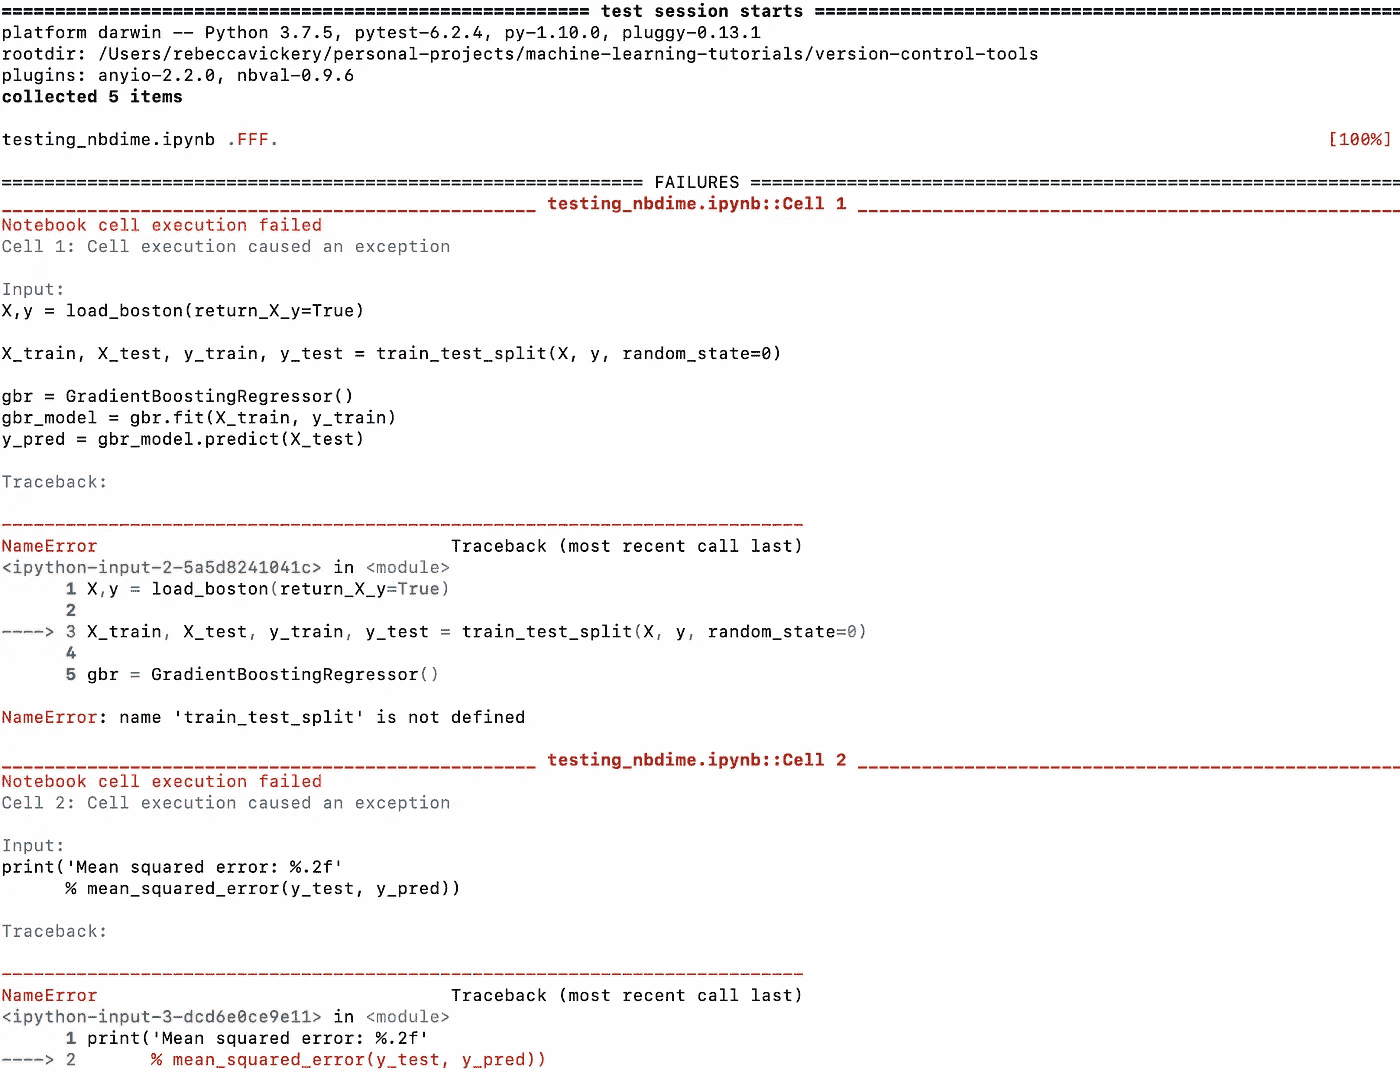 ======================================================= test session starts =======================================================
platform darwin -- Python 3.7.5, pytest-6.2.4, py-1.10.0, pluggy-0.13.1
rootdir: /Users/rebeccavickery/personal-projects/machine-learning-tutorials/version-control-tools
plugins: anyio-2.2.0, nbval-0.9.6
collected 5 items
testing_nbdime.ipynb .FFF. [100%]
============================================================ FAILURES =============================================================
__________________________________________________ testing_nbdime.ipynb::Cell 1 ___________________________________________________
Notebook cell execution failed
Cell 1: Cell execution caused an exception
Input:
X,y = load_boston(return_X_y=True)
X_train, X_test, y_train, y_test = train_test_split(X, y, random_state=0)
gbr = GradientBoostingRegressor()
gbr_model = gbr.fit(X_train, y_train)
y_pred = gbr_model.predict(X_test)
Traceback:
---------------------------------------------------------------------------
NameError                                 Traceback (most recent call last)
<ipython-input-2-5a5d8241041c> in <module>
      1 X,y = load_boston(return_X_y=True)
      2
----> 3 X_train, X_test, y_train, y_test = train_test_split(X, y, random_state=0)
      4
      5 gbr = GradientBoostingRegressor()
NameError: name 'train_test_split' is not defined
__________________________________________________ testing_nbdime.ipynb::Cell 2 ___________________________________________________
Notebook cell execution failed
Cell 2: Cell execution caused an exception
Input:
print('Mean squared error: %.2f'
      % mean_squared_error(y_test, y_pred))
Traceback:
---------------------------------------------------------------------------
NameError                                 Traceback (most recent call last)
<ipython-input-3-dcd6e0ce9e11> in <module>
      1 print('Mean squared error: %.2f'
----> 2       % mean_squared_error(y_test, y_pred))